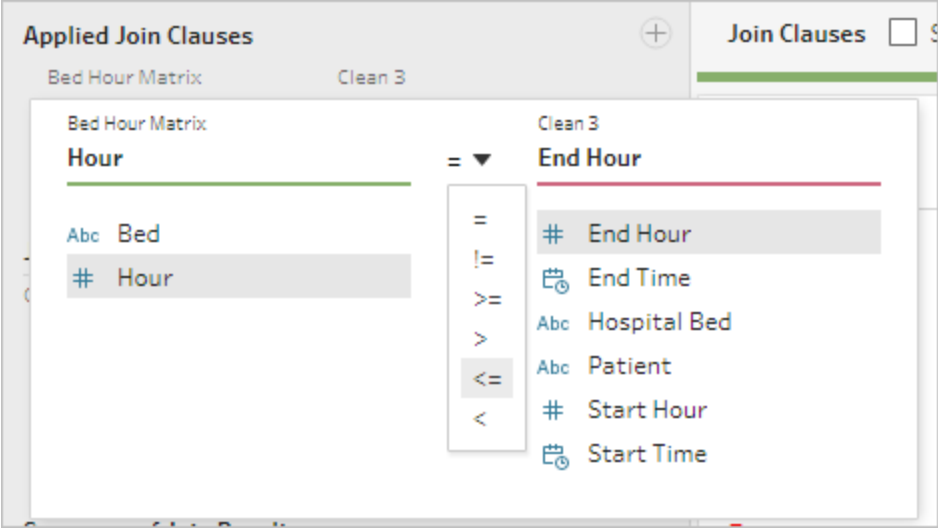 Applied Join Clauses
Join Clauses
Bed Hour Matrix Clean 3
Bed Hour Matrix Clean 3
Hour = End Hour
Abc Bed
# Hour
=
!=
>=
>
<=
<
# End Hour
End Time
Abc Hospital Bed
Abc Patient
# Start Hour
Start Time